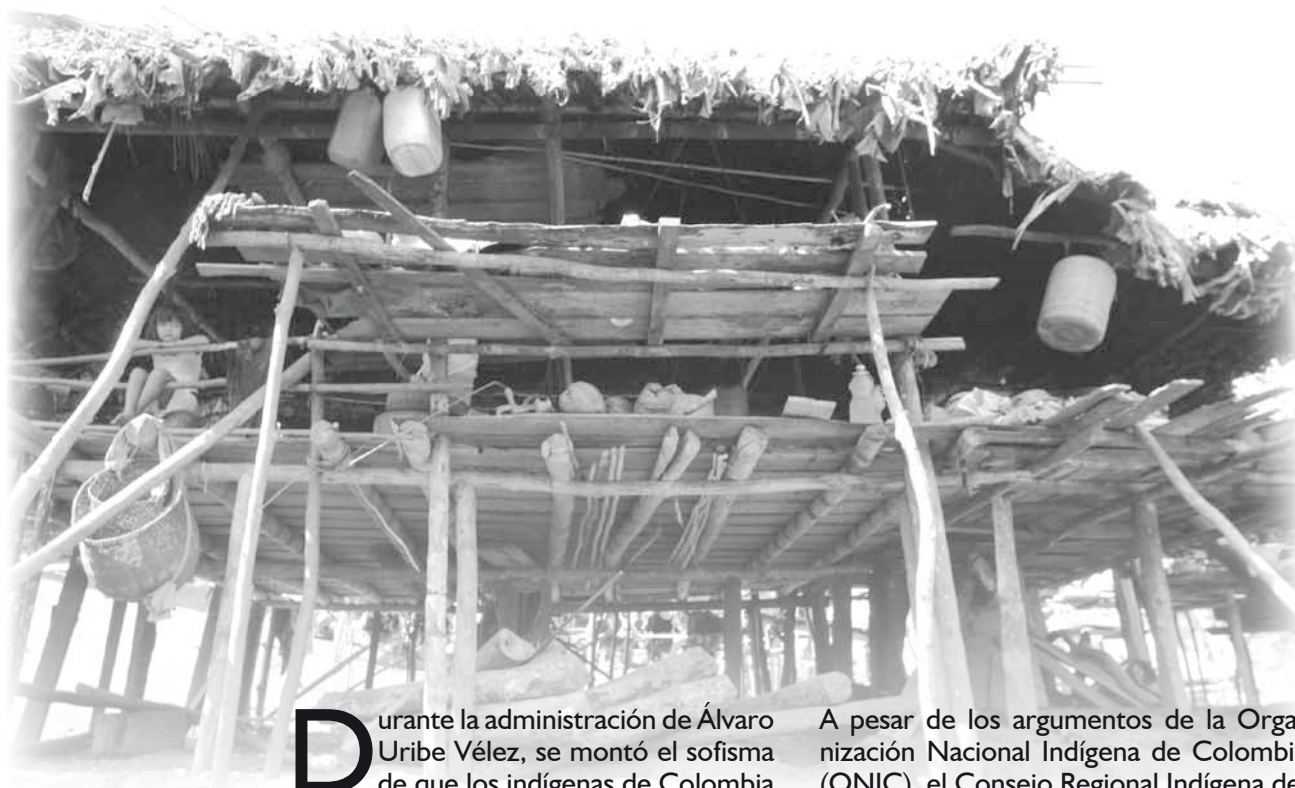 Durante la administración de Álvaro
Uribe Vélez, se montó el sofisma
de que los indígenas de Colombia
A pesar de los argumentos de la Orga
nización Nacional Indígena de Colombi
(ONIC), el Consejo Regional Indígena de